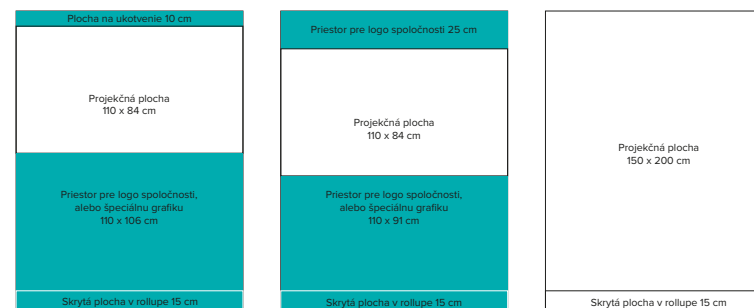 Plocha na ukotvenie 10 cm
Projekčná plocha
110 x 84 cm
Priestor pre logo spoločnosti,
alebo špeciálnu grafiku
110 x 106 cm
Skrytá plocha v rollupe 15 cm
Priestor pre logo spoločnosti 25 cm
Projekčná plocha
110 x 84 cm
Priestor pre logo spoločnosti,
alebo špeciálnu grafiku
110 x 91 cm
Skrytá plocha v rollupe 15 cm
Projekčná plocha
150 x 200 cm
Skrytá plocha v rollupe 15 cm